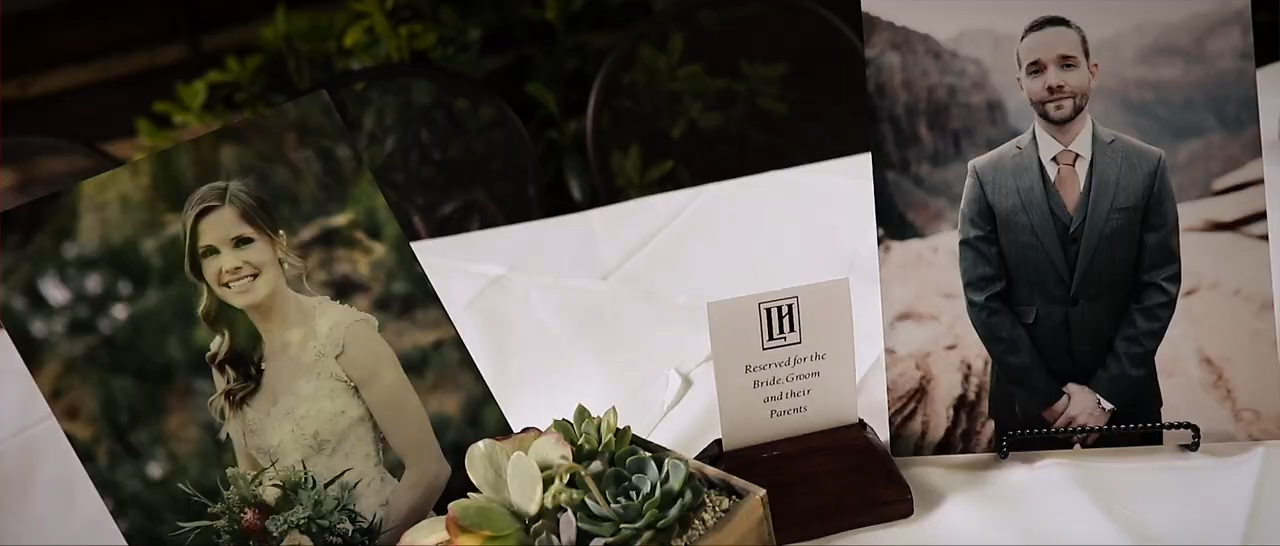 LH
Reserved for the
Bride, Groom
and their
Parents